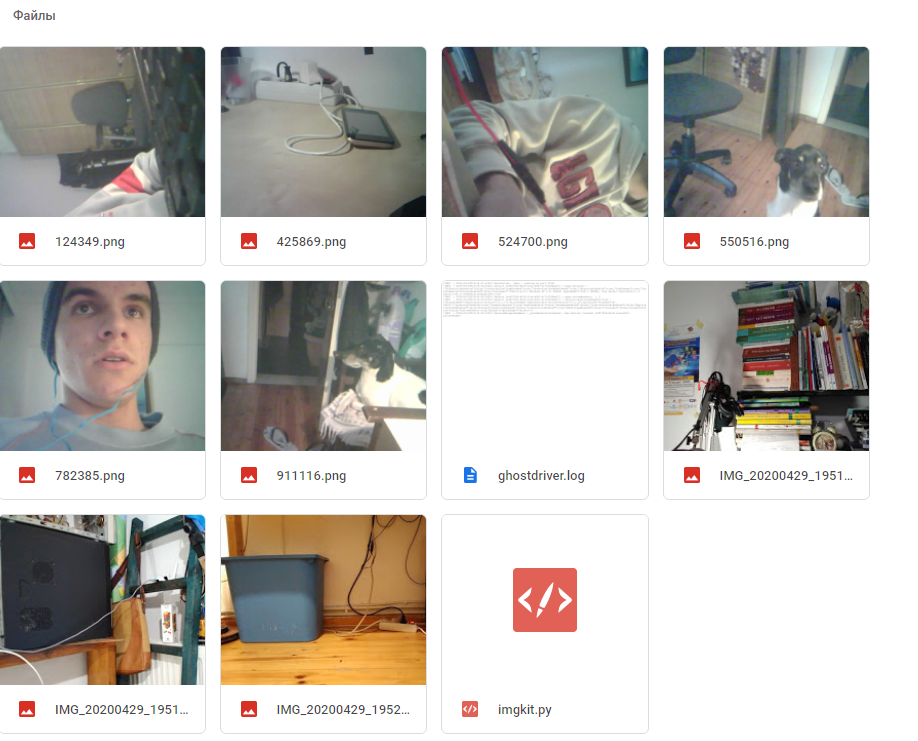 Файлы
124349.png
425869.png
524700.png
550516.png
782385.png
911116.png
ghostdriver.log
IMG_20200429_1951...
IMG_20200429_1951...
IMG_20200429_1952...
imgkit.py